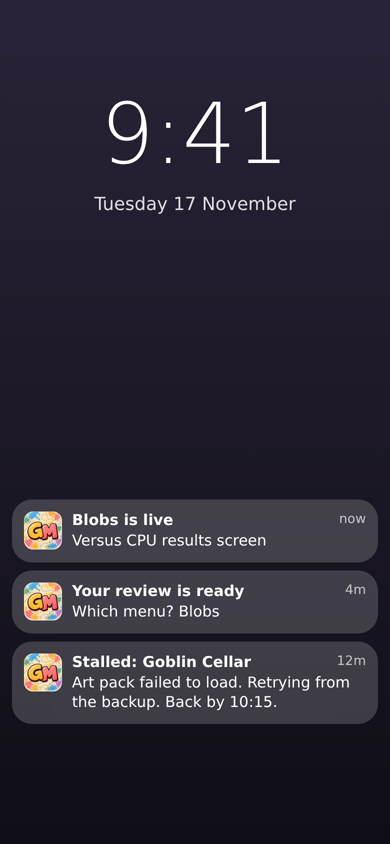 9:41
Tuesday 17 November
GM
Blobs is live
now
Versus CPU results screen
GM
Your review is ready
4m
Which menu? Blobs
GM
Stalled: Goblin Cellar
12m
Art pack failed to load. Retrying from
the backup. Back by 10:15.